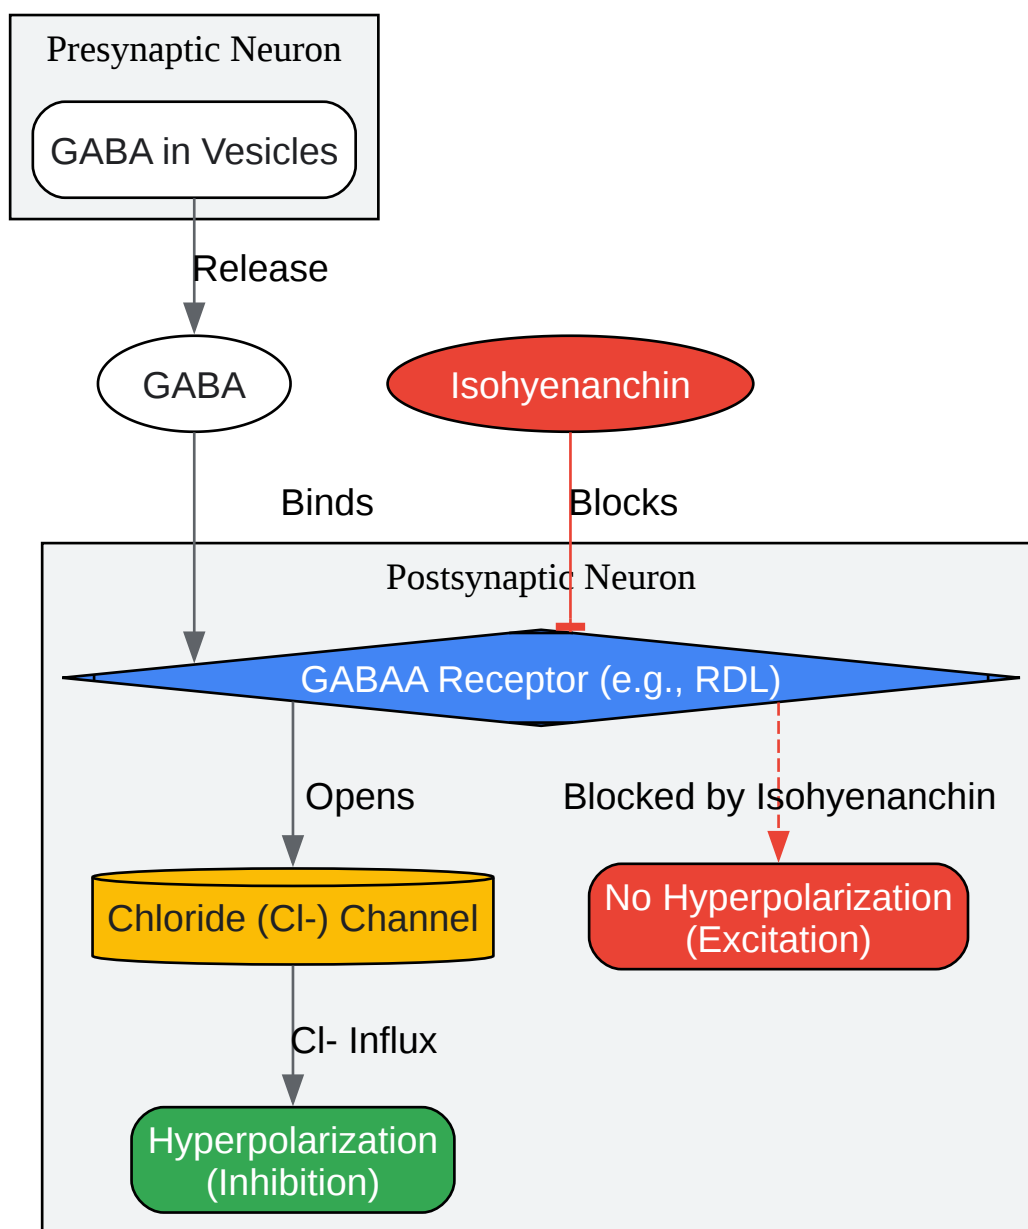 Presynaptic Neuron
GABA in Vesicles
Release
GABA
Isohyenanchin
Binds
Blocks
Postsynaptic Neuron
GABAA Receptor (e.g., RDL)
Opens
Blocked by Isohyenanchin
Chloride (Cl-) Channel
No Hyperpolarization
(Excitation)
Cl- Influx
Hyperpolarization
(Inhibition)